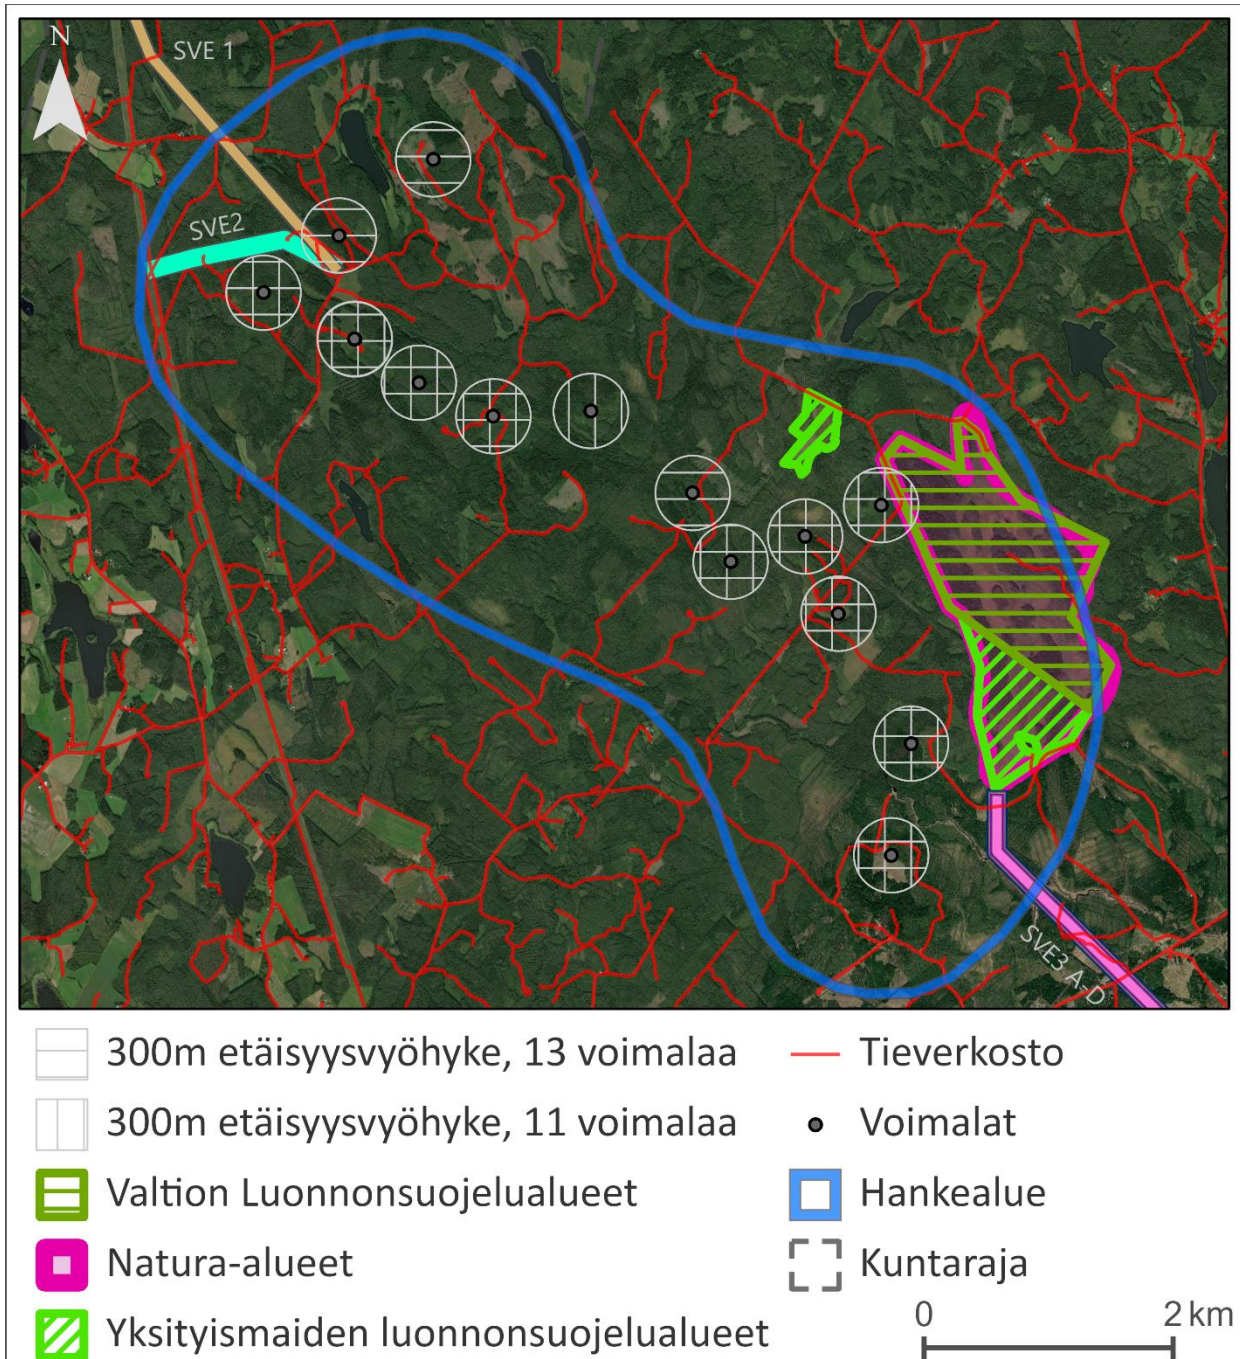 N
SVE 1
SVE2
SVE3 A-D
300m etäisyysvyöhyke, 13 voimalaa
300m etäisyysvyöhyke, 11 voimalaa
Valtion Luonnonsuojelualueet
Natura-alueet
Yksityismaiden luonnonsuojelualueet
Tieverkosto
Voimalat
Hankealue
Kuntaraja
0 2 km